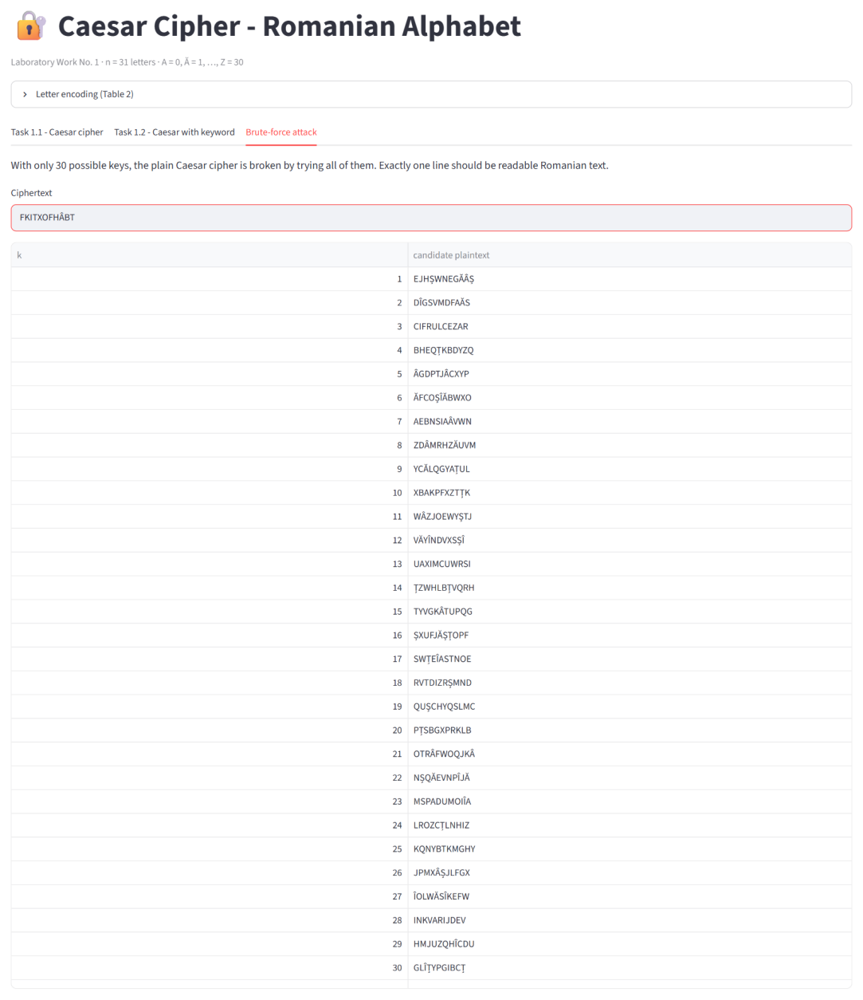 Caesar Cipher - Romanian Alphabet
Laboratory Work No. 1 · n = 31 letters · A = 0, Ă = 1, …, Z = 30
Letter encoding (Table 2)
Task 1.1 - Caesar cipher Task 1.2 - Caesar with keyword Brute-force attack
With only 30 possible keys, the plain Caesar cipher is broken by trying all of them. Exactly one line should be readable Romanian text.
Ciphertext
FKITXOFHÂBT
k candidate plaintext
1 EJHȘWNEGĂÂȘ
2 DÎGSVMDFAĂS
3 CIFRULCEZAR
4 BHEQȚKBDYZQ
5 ÂGDPTJÂCXYP
6 ĂFCOȘÎĂBWXO
7 AEBNSIAÂVWN
8 ZDÂMRHZĂUVM
9 YCĂLQGYAȚUL
10 XBAKPFXZTȚK
11 WÂZJOEWYȘTJ
12 VĂYÎNDVXSȘÎ
13 UAXIMCUWRSI
14 ȚZWHLBȚVQRH
15 TYVGKÂTUPQG
16 ȘXUFJĂȘȚOPF
17 SWȚEÎASTNOE
18 RVTDIZRȘMND
19 QUȘCHYQSLMC
20 PȚSBGXPRKLB
21 OTRÂFWOQJKÂ
22 NȘQĂEVNPÎJĂ
23 MSPADUMOIÎA
24 LROZCȚLNHIZ
25 KQNYBTKMGHY
26 JPMXÂȘJLFGX
27 ÎOLWĂSÎKEFW
28 INKVARIJDEV
29 HMJUZQHÎCDU
30 GLÎȚYPGIBCȚ